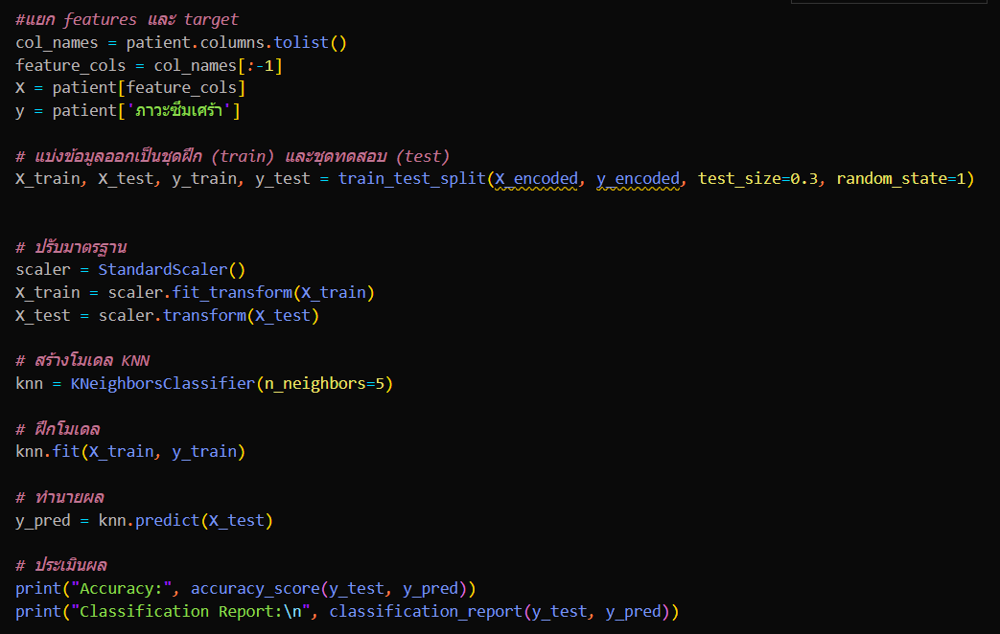 #แยก features และ target
col_names = patient.columns.tolist()
feature_cols = col_names[:-1]
X = patient[feature_cols]
y = patient['ภาวะซึมเศร้า']
# แบ่งข้อมูลออกเป็นชุดฝึก (train) และชุดทดสอบ (test)
X_train, X_test, y_train, y_test = train_test_split(X_encoded, y_encoded, test_size=0.3, random_state=1)
# ปรับมาตรฐาน
scaler = StandardScaler()
X_train = scaler.fit_transform(X_train)
X_test = scaler.transform(X_test)
# สร้างโมเดล KNN
knn = KNeighborsClassifier(n_neighbors=5)
# ฝึกโมเดล
knn.fit(X_train, y_train)
# ทำนายผล
y_pred = knn.predict(X_test)
# ประเมินผล
print("Accuracy:", accuracy_score(y_test, y_pred))
print("Classification Report:\n", classification_report(y_test, y_pred))